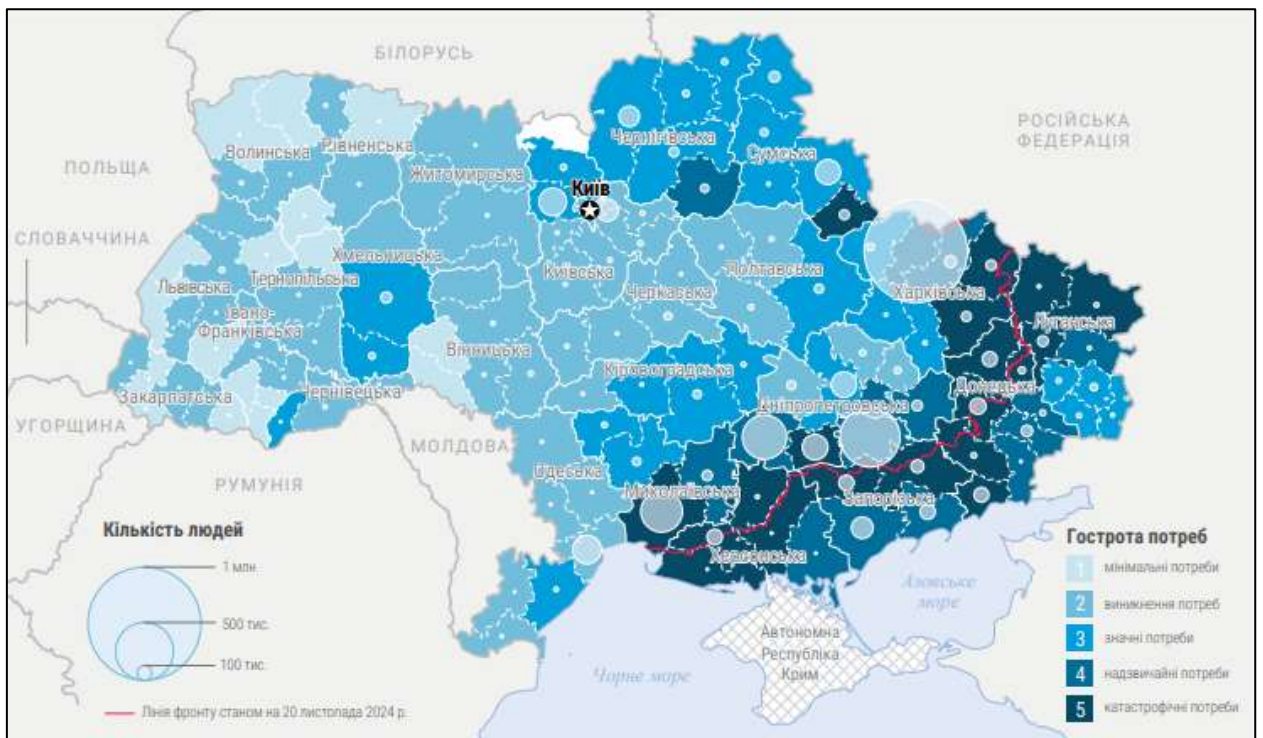 БІЛОРУСЬ
РОСІЙСЬКА
ФЕДЕРАЦІЯ
ПОЛЬЩА
СЛОВАЧЧИНА
УГОРЩИНА
РУМУНІЯ
МОЛДОВА
Волинська
Рівненська
Житомирська
Чернігівська
Сумська
Київ
Хмельницька
Київська
Полтавська
Харківська
Львівська
Тернопільська
Черкаська
Луганська
Івано-
Франківська
Вінницька
Кіровоградська
Донецька
Закарпатська
Чернівецька
Дніпропетровська
Одеська
Миколаївська
Запорізька
Херсонська
Автономна
Республіка
Крим
Азовське
море
Чорне море
Кількість людей
1 млн
500 тис.
100 тис.
Лінія фронту станом на 20 листопада 2024 р.
Гострота потреб
1 мінімальні потреби
2 виникнення потреб
3 значні потреби
4 надзвичайні потреби
5 катастрофічні потреби